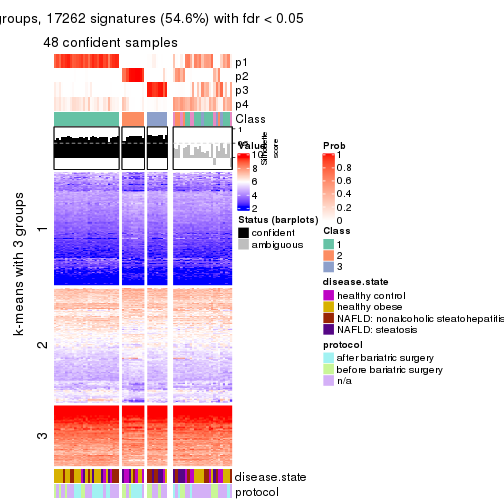 groups, 17262 signatures (54.6%) with fdr < 0.05
48 confident samples
p1
p2
p3
p4
Class
1
Silhouette
score
k-means with 3 groups
1
2
3
disease.state
protocol
Value
10
8
6
4
2
Status (barplots)
confident
ambiguous
Prob
1
0.8
0.6
0.4
0.2
0
Class
1
2
3
disease.state
healthy control
healthy obese
NAFLD: nonalcoholic steatohepatitis
NAFLD: steatosis
protocol
after bariatric surgery
before bariatric surgery
n/a